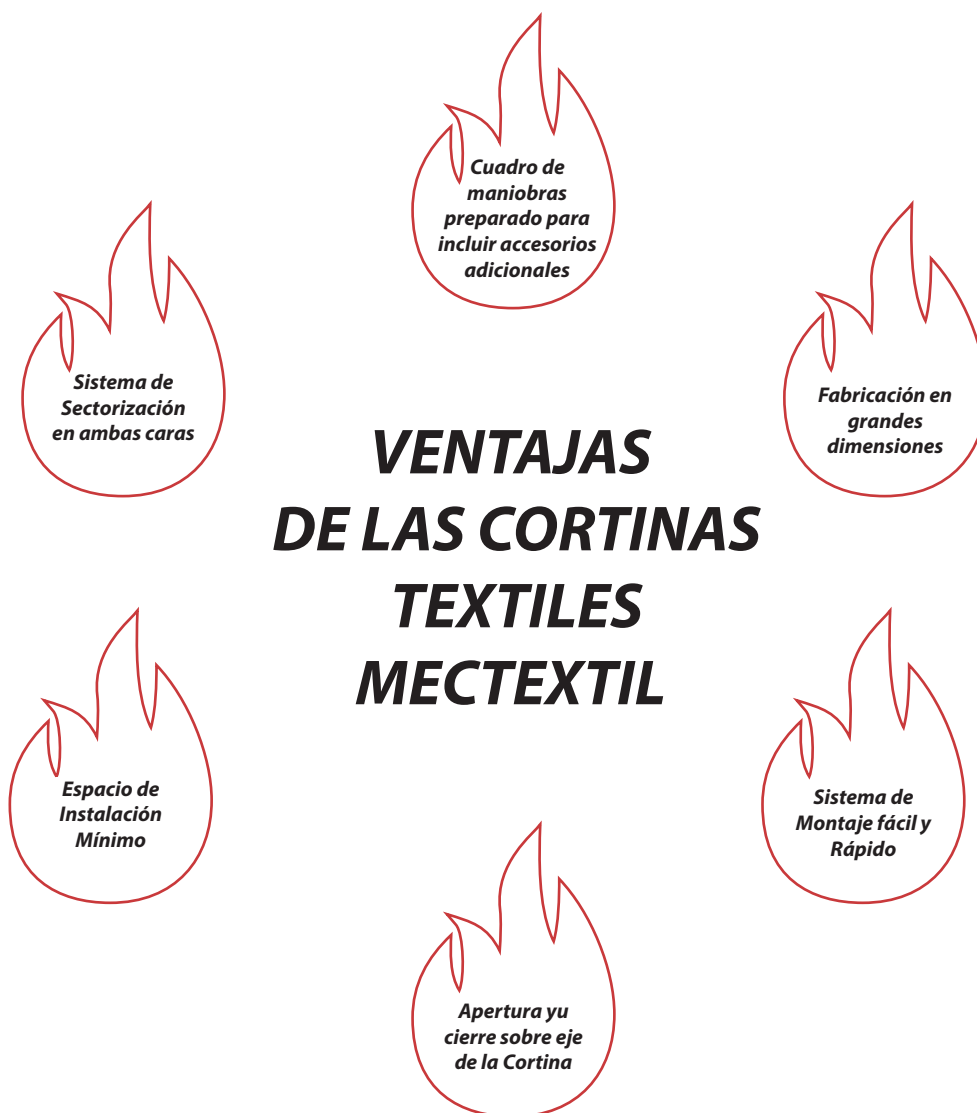 Cuadro de
maniobras
preparado para
incluir accesorios
adicionales
Sistema de
Sectorización
en ambas caras
Fabricación en
grandes
dimensiones
VENTAJAS
DE LAS CORTINAS
TEXTILES
MECTEXTIL
Espacio de
Instalación
Mínimo
Sistema de
Montaje fácil y
Rápido
Apertura yu
cierre sobre eje
de la Cortina